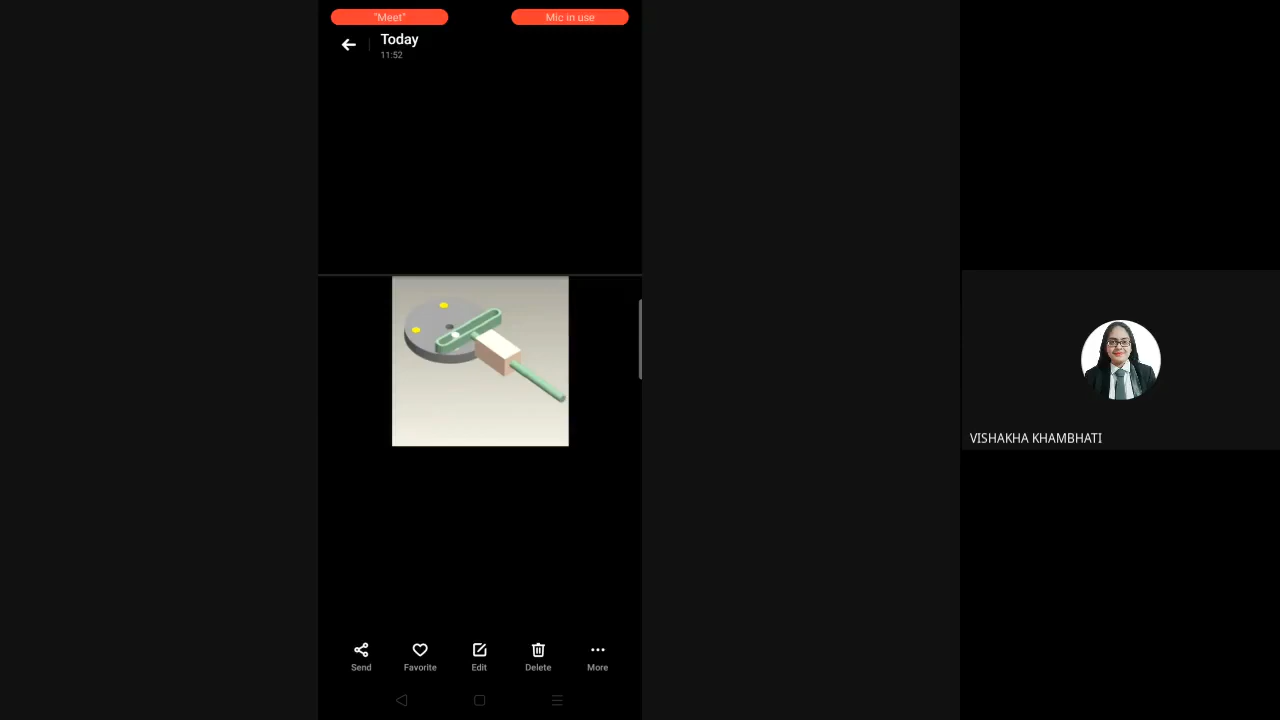 "Meet"
Mic in use
Today
11:52
VISHAKHA KHAMBHATI
Send
Favorite
Edit
Delete
More